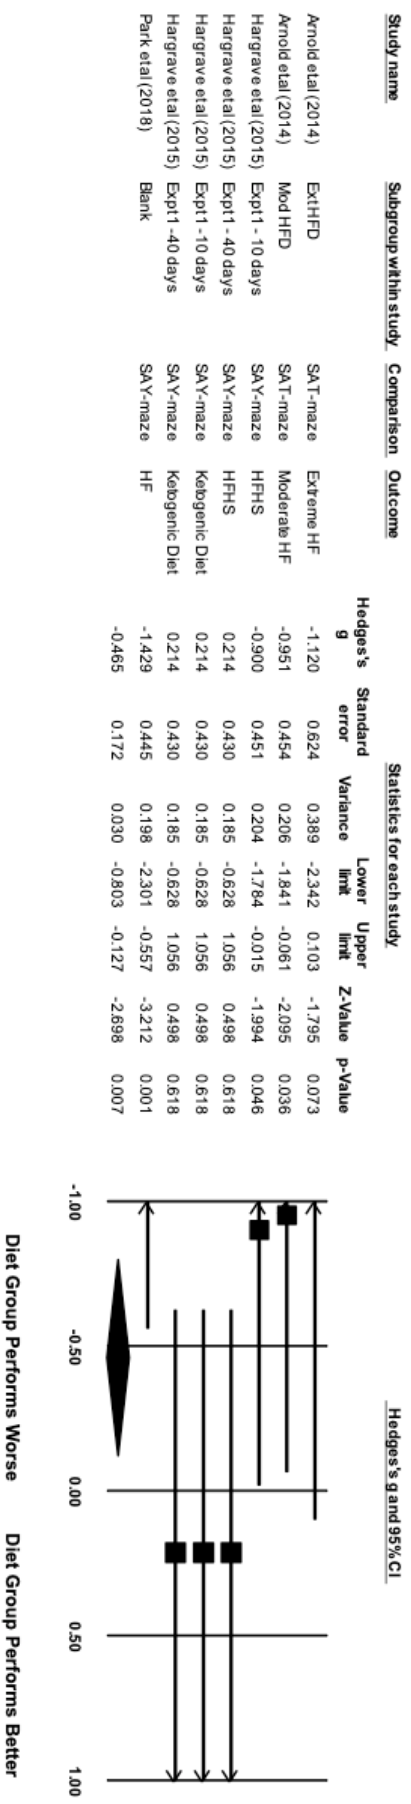 Study name Subgroup within study Comparison Outcome Statistics for each study Hedges's g and 95% CI
Hedges's g Standard error Variance Lower limit Upper limit Z-Value p-Value
Arnold et al (2014) Ext HFD SAT-maze Extreme HF -1.120 0.624 0.389 -2.342 0.103 -1.795 0.073
Arnold et al (2014) Mod HFD SAT-maze Moderate HF -0.951 0.454 0.206 -1.841 -0.061 -2.095 0.036
Hargrave et al (2015) Expt1 - 10 days SAY-maze HFHS -0.900 0.451 0.204 -1.784 -0.015 -1.994 0.046
Hargrave et al (2015) Expt1 - 40 days SAY-maze HFHS 0.214 0.430 0.185 -0.628 1.056 0.498 0.618
Hargrave et al (2015) Expt1 -10 days SAY-maze Ketogenic Diet 0.214 0.430 0.185 -0.628 1.056 0.498 0.618
Hargrave et al (2015) Expt1 -40 days SAY-maze Ketogenic Diet 0.214 0.430 0.185 -0.628 1.056 0.498 0.618
Park et al (2018) Blank SAY-maze HF -1.429 0.445 0.198 -2.301 -0.557 -3.212 0.001
-0.465 0.172 0.030 -0.803 -0.127 -2.698 0.007
-1.00 -0.50 0.00 0.50 1.00
Diet Group Performs Worse Diet Group Performs Better